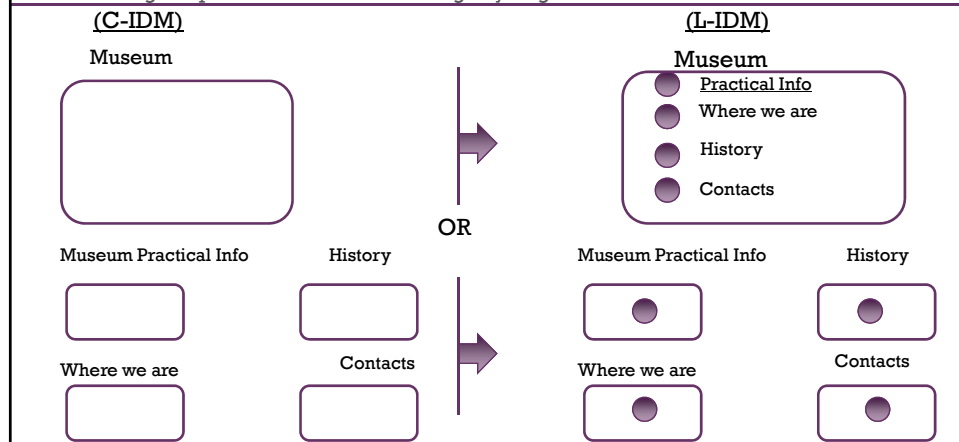 (C-IDM)
(L-IDM)
Museum
Museum
Practical Info
Where we are
History
Contacts
OR
Museum Practical Info
History
Museum Practical Info
History
Where we are
Contacts
Where we are
Contacts